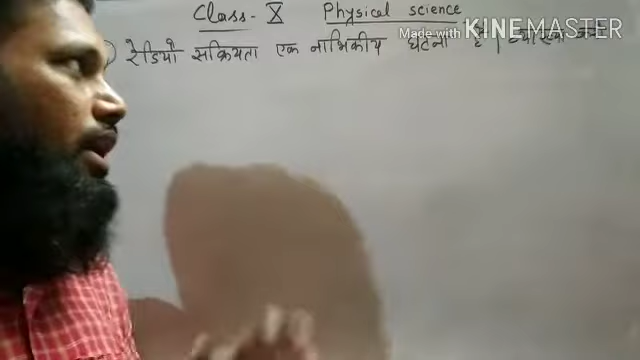 Class - X Physical science
Made with KINEMASTER
रेडियो सक्रियता एक नाभिकीय घटना है।